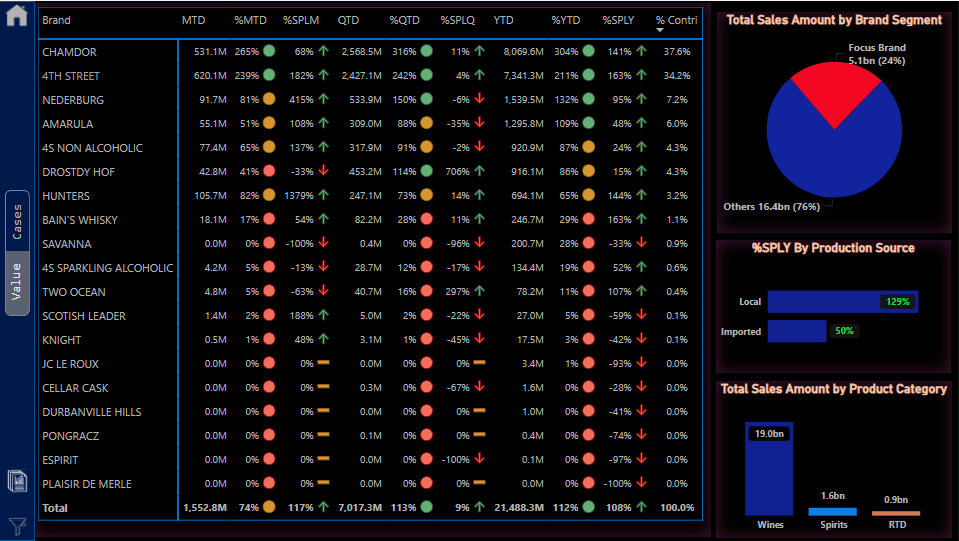 Brand MTD %MTD %SPLM QTD %QTD %SPLQ YTD %YTD %SPLY % Contri
CHAMDOR 531.1M 265% 68% 2,568.5M 316% 11% 8,069.6M 304% 141% 37.6%
4TH STREET 620.1M 239% 182% 2,427.1M 242% 4% 7,341.3M 211% 163% 34.2%
NEDERBURG 91.7M 81% 415% 533.9M 150% -6% 1,539.5M 132% 95% 7.2%
AMARULA 55.1M 51% 108% 309.0M 88% -35% 1,295.8M 109% 48% 6.0%
4S NON ALCOHOLIC 77.4M 65% 137% 317.9M 91% -2% 920.9M 87% 24% 4.3%
DROSTDY HOF 42.8M 41% -33% 453.2M 114% 706% 916.1M 86% 15% 4.3%
HUNTERS 105.7M 82% 1379% 247.1M 73% 14% 694.1M 65% 144% 3.2%
BAIN'S WHISKY 18.1M 17% 54% 82.2M 28% 11% 246.7M 29% 163% 1.1%
SAVANNA 0.0M 0% -100% 0.4M 0% -96% 200.7M 28% -33% 0.9%
4S SPARKLING ALCOHOLIC 4.2M 5% -13% 28.7M 12% -17% 134.4M 19% 52% 0.6%
TWO OCEAN 4.8M 5% -63% 40.7M 16% 297% 78.2M 11% 107% 0.4%
SCOTISH LEADER 1.4M 2% 188% 5.0M 2% -22% 27.0M 5% -59% 0.1%
KNIGHT 0.5M 1% 48% 3.1M 1% -45% 17.5M 3% -42% 0.1%
JC LE ROUX 0.0M 0% 0% 0.0M 0% 0% 3.4M 1% -93% 0.0%
CELLAR CASK 0.0M 0% 0% 0.3M 0% -67% 1.6M 0% -28% 0.0%
DURBANVILLE HILLS 0.0M 0% 0% 0.0M 0% 0% 1.0M 0% -41% 0.0%
PONGRACZ 0.0M 0% 0% 0.1M 0% 0% 0.4M 0% -74% 0.0%
ESPIRIT 0.0M 0% 0% 0.0M 0% -100% 0.1M 0% -97% 0.0%
PLAISIR DE MERLE 0.0M 0% 0% 0.0M 0% 0% 0.0M 0% -100% 0.0%
Total 1,552.8M 74% 117% 7,017.3M 113% 9% 21,488.3M 112% 108% 100.0%
Cases
Value
Total Sales Amount by Brand Segment
Focus Brand
5.1bn (24%)
Others 16.4bn (76%)
%SPLY By Production Source
Local 129%
Imported 50%
Total Sales Amount by Product Category
19.0bn
1.6bn
0.9bn
Wines Spirits RTD